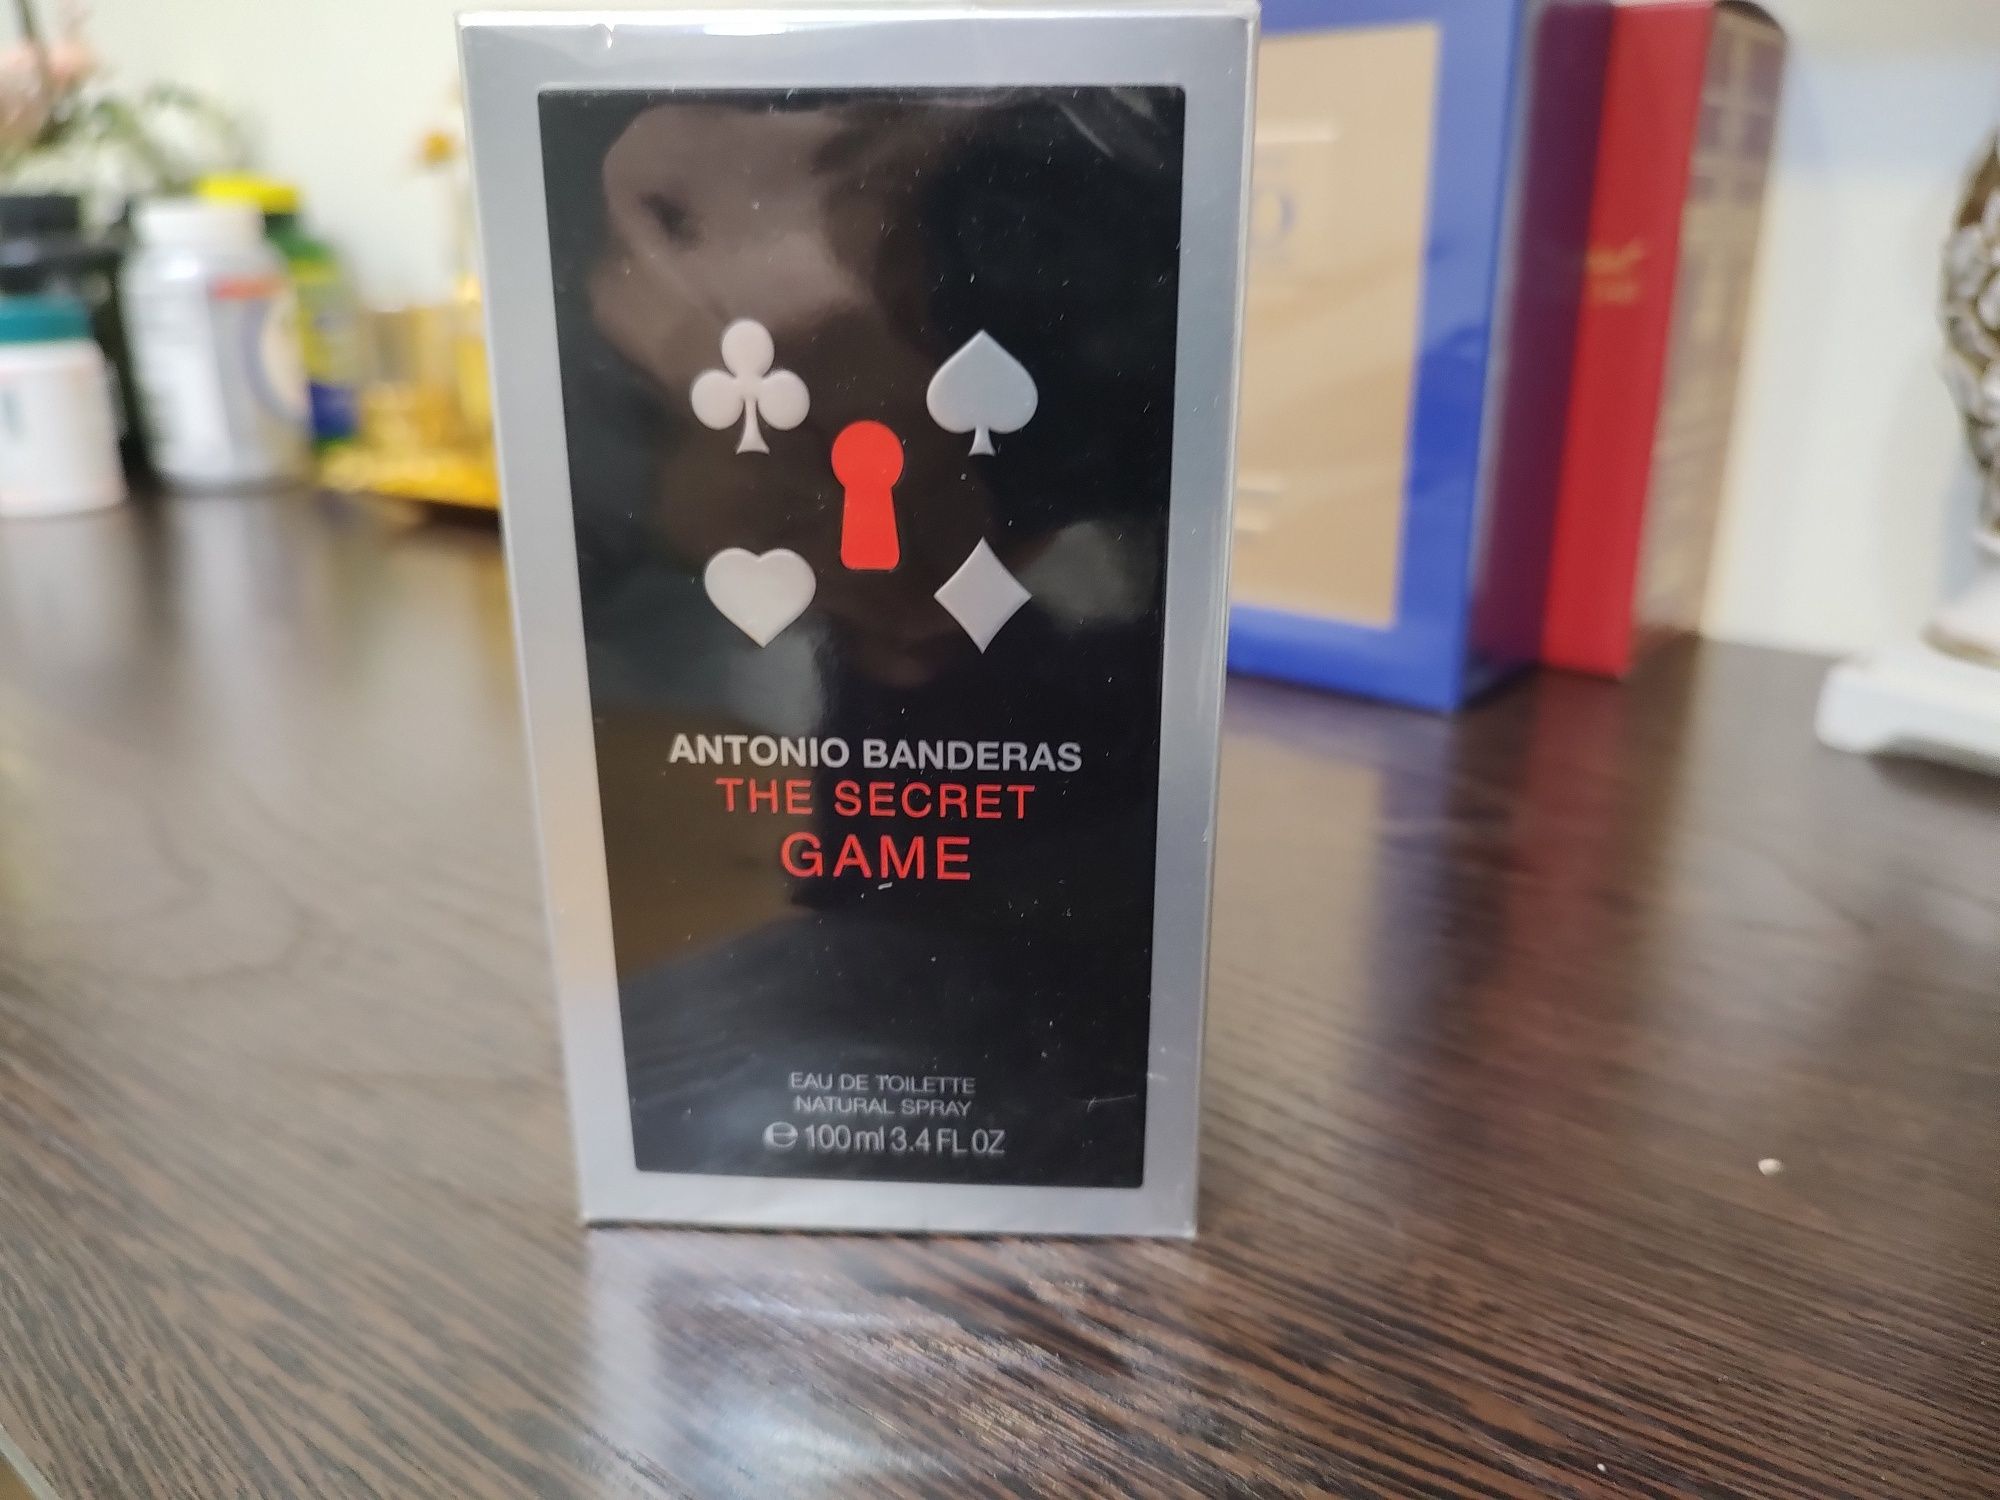 ANTONIO BANDERAS
THE SECRET
GAME
EAU DE TOILETTE
NATURAL SPRAY
℮ 100ml 3.4 FL OZ